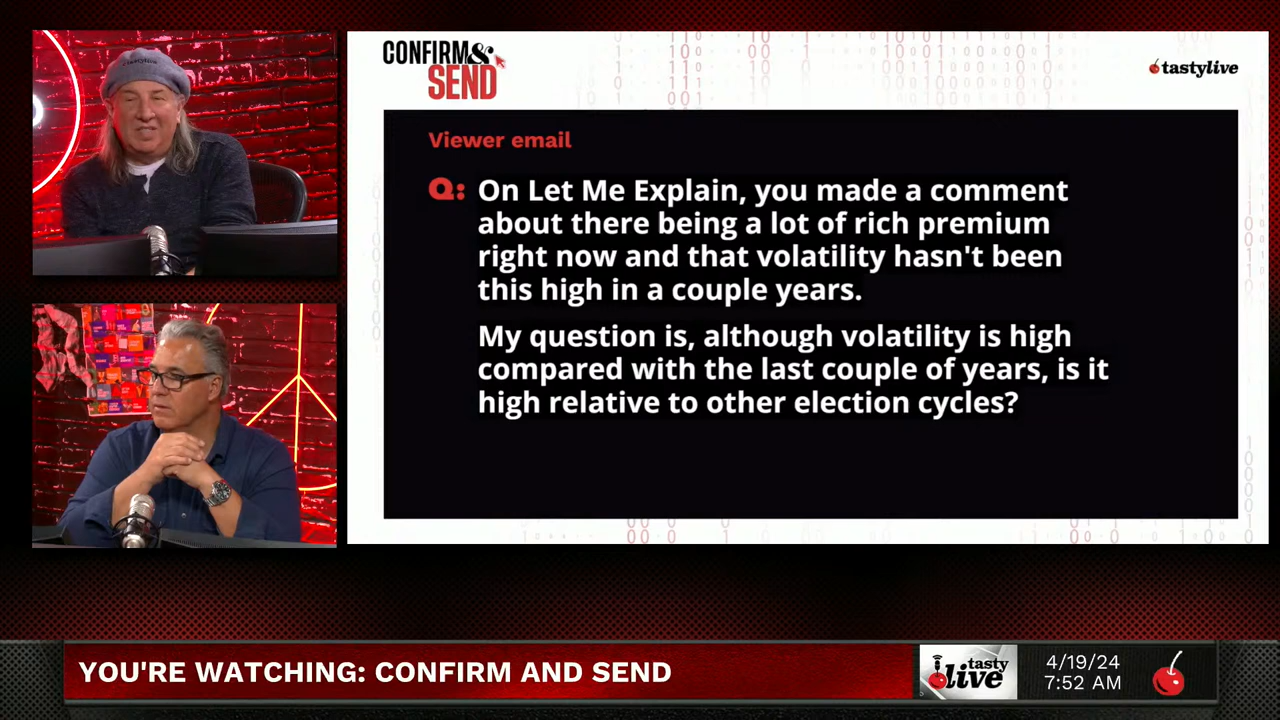 tastylive
CONFIRM&
SEND
tastylive
Viewer email
Q: On Let Me Explain, you made a comment
about there being a lot of rich premium
right now and that volatility hasn't been
this high in a couple years.
My question is, although volatility is high
compared with the last couple of years, is it
high relative to other election cycles?
YOU'RE WATCHING: CONFIRM AND SEND
tasty
live
4/19/24
7:52 AM